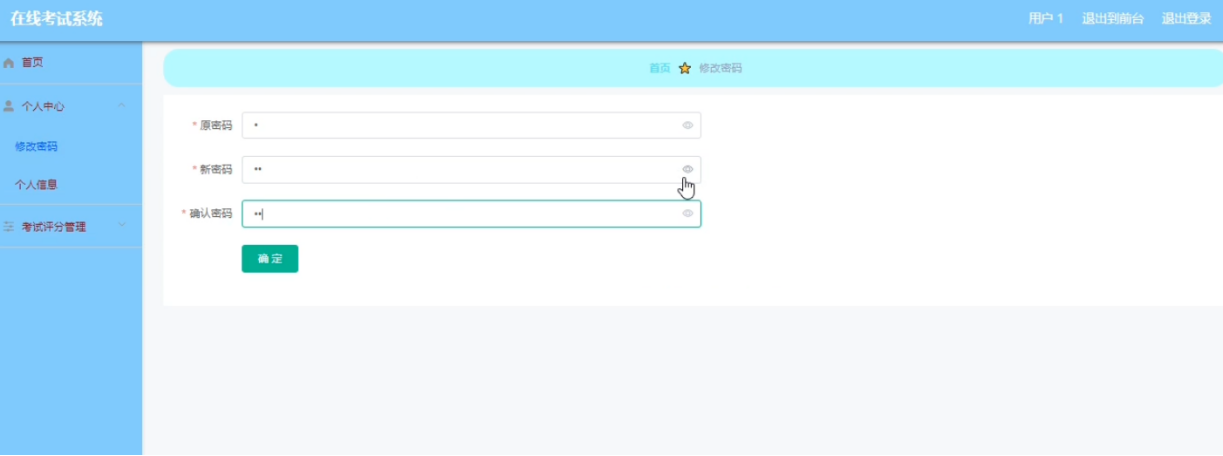 在线考试系统
用户 1 退出到前台 退出登录
首页
个人中心
修改密码
个人信息
考试评分管理
首页 修改密码
* 原密码 •
* 新密码 ••
* 确认密码 ••
确 定